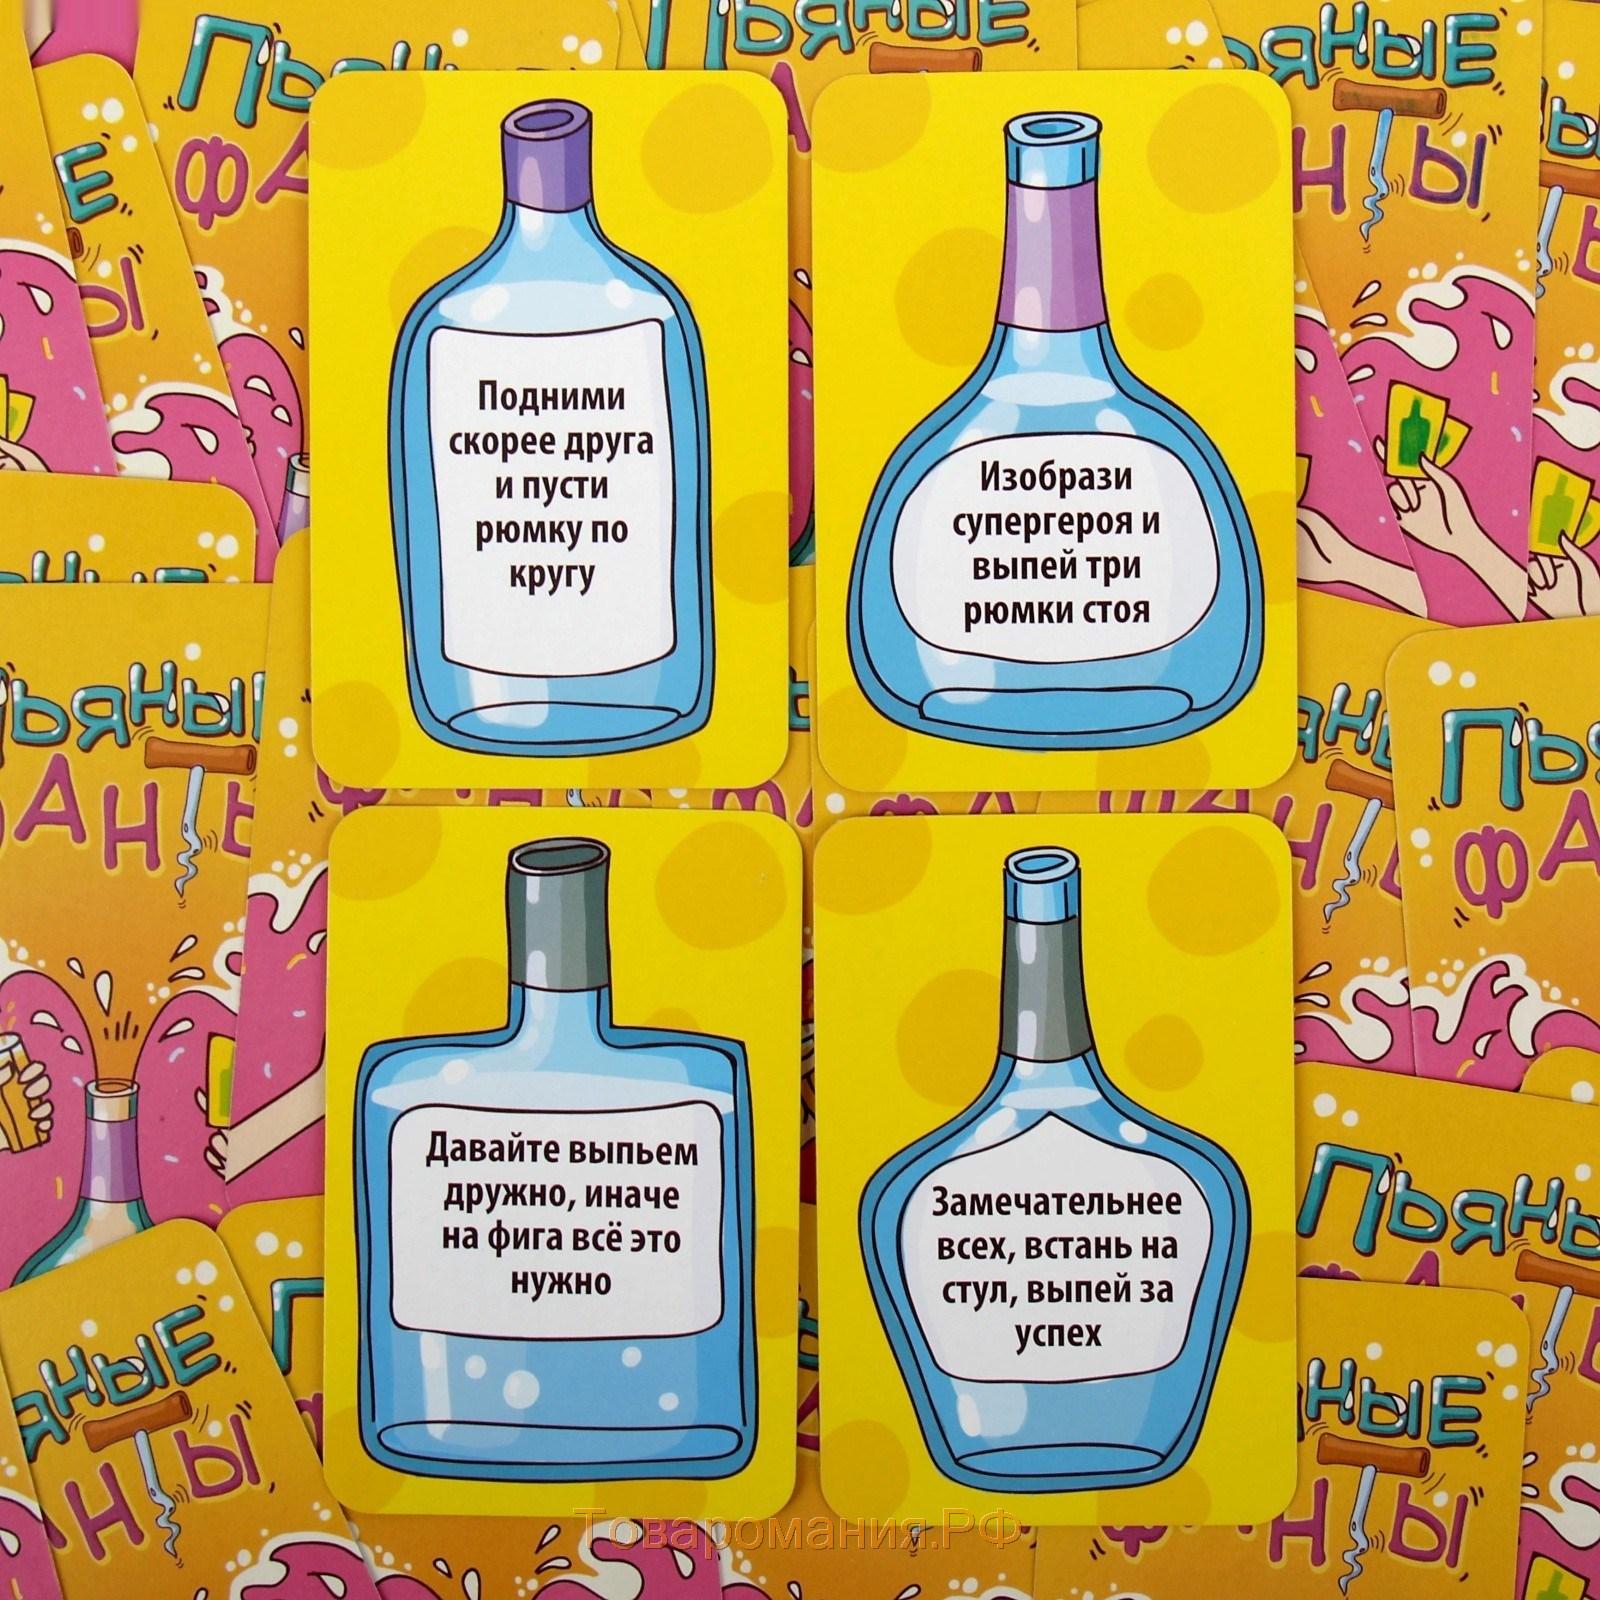 Пьяные
ФАНТЫ
Подними
скорее друга
и пусти
рюмку по
кругу
Изобрази
супергероя и
выпей три
рюмки стоя
Давайте выпьем
дружно, иначе
на фига всё это
нужно
Замечательнее
всех, встань на
стул, выпей за
успех
Товаромания.РФ